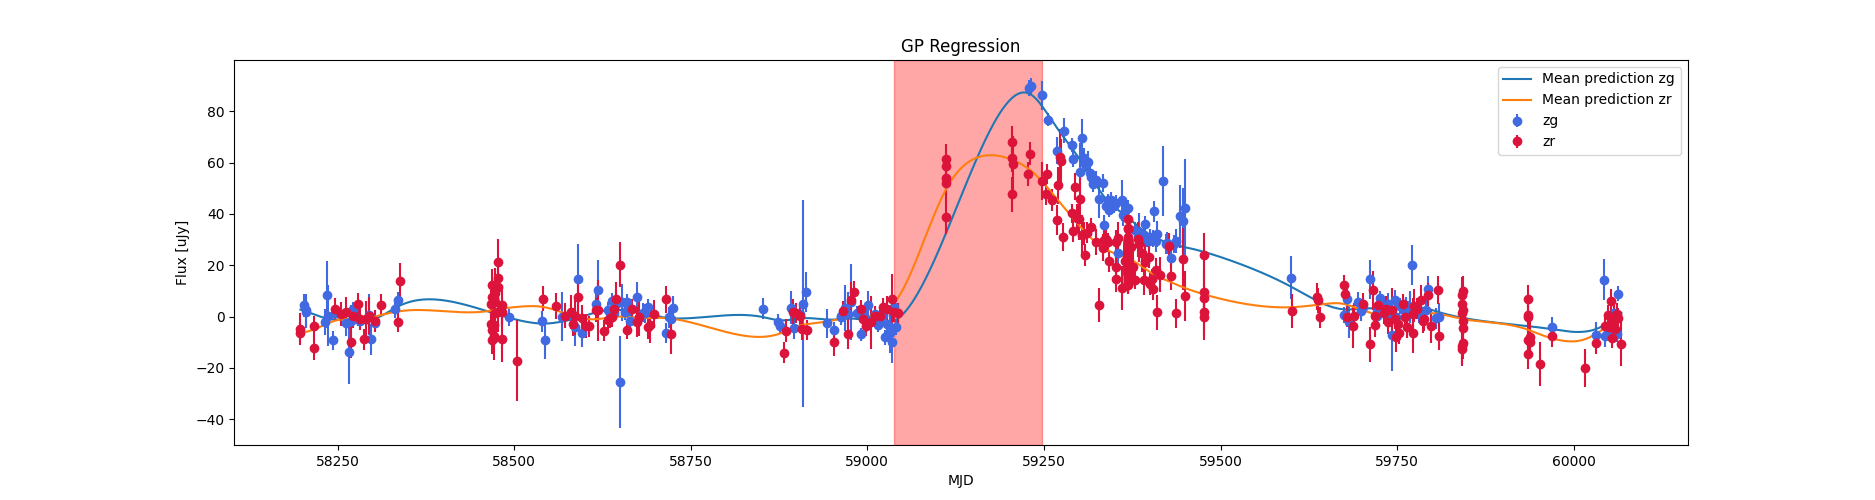 GP Regression
Flux [uJy]
80
60
40
20
0
−20
−40
58250 58500 58750 59000 59250 59500 59750 60000
MJD
Mean prediction zg
Mean prediction zr
zg
zr